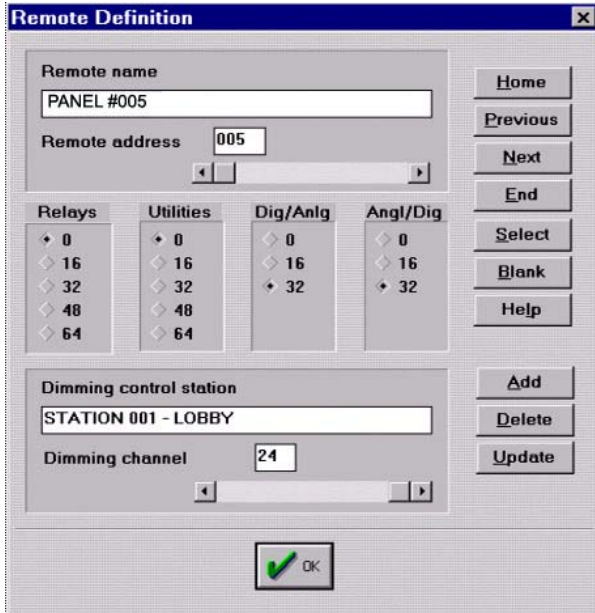 Remote Definition
Remote name
PANEL #005
Remote address 005
Home
Previous
Next
End
Select
Blank
Help
Relays Utilities Dig/Anlg Angl/Dig
0 0 0 0
16 16 16 16
32 32 32 32
48 48
64 64
Dimming control station
STATION 001 - LOBBY
Dimming channel 24
Add
Delete
Update
OK